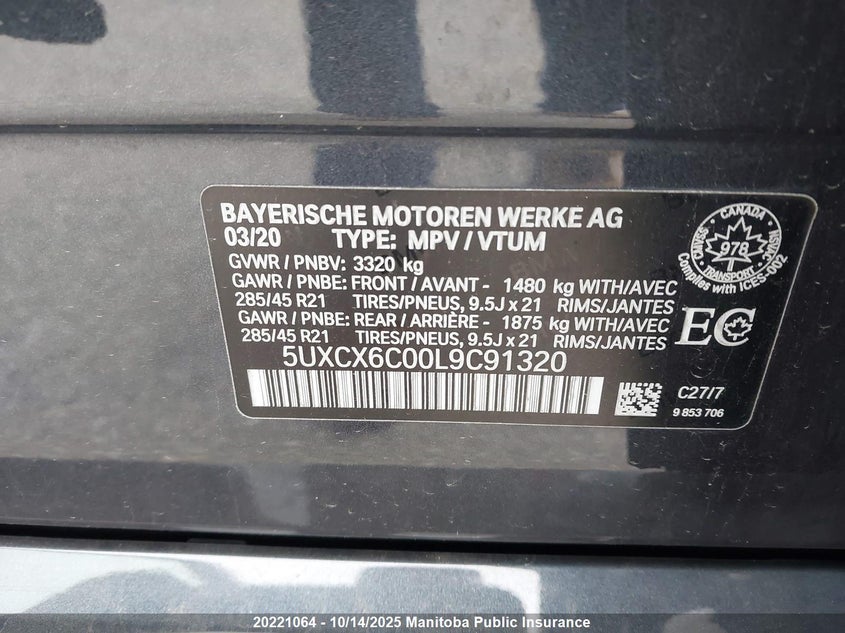 BAYERISCHE MOTOREN WERKE AG
03/20 TYPE: MPV / VTUM
GVWR / PNBV: 3320 kg
GAWR / PNBE: FRONT / AVANT - 1480 kg WITH/AVEC
285/45 R21 TIRES/PNEUS, 9.5J x 21 RIMS/JANTES
GAWR / PNBE: REAR / ARRIÈRE - 1875 kg WITH/AVEC
285/45 R21 TIRES/PNEUS, 9.5J x 21 RIMS/JANTES
5UXCX6C00L9C91320
CANADA
978
TRANSPORT
Complies with ICES-002
EC
C27/7
9 853 706
20221064 - 10/14/2025 Manitoba Public Insurance